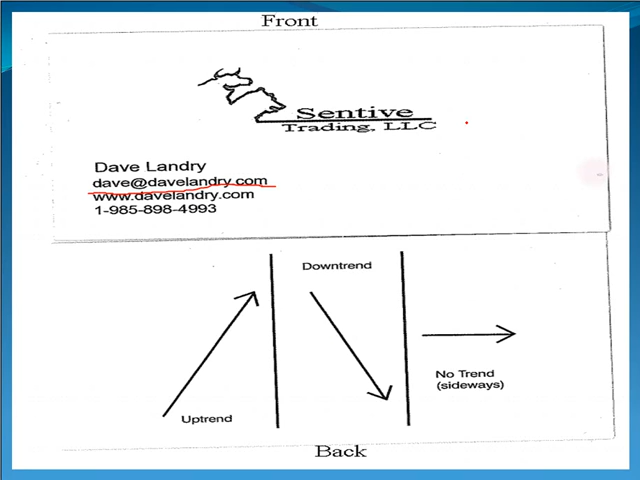 Front
Sentive
Trading, LLC
Dave Landry
dave@davelandry.com
www.davelandry.com
1-985-898-4993
Downtrend
No Trend
(sideways)
Uptrend
Back